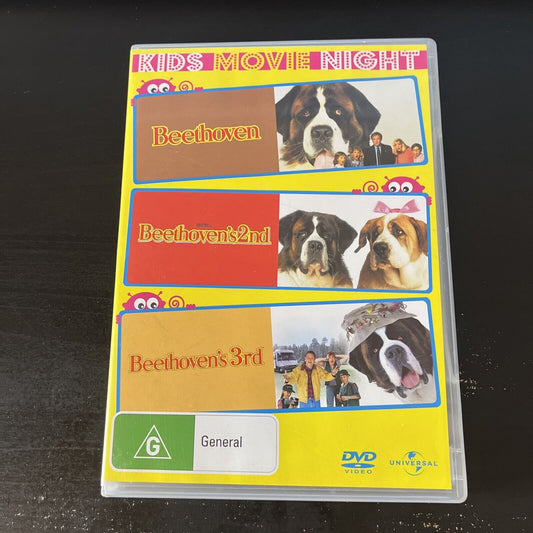 KIDS MOVIE NIGHT
Beethoven
Beethoven's 2nd
Beethoven's 3rd
G
General
DVD
VIDEO
UNIVERSAL